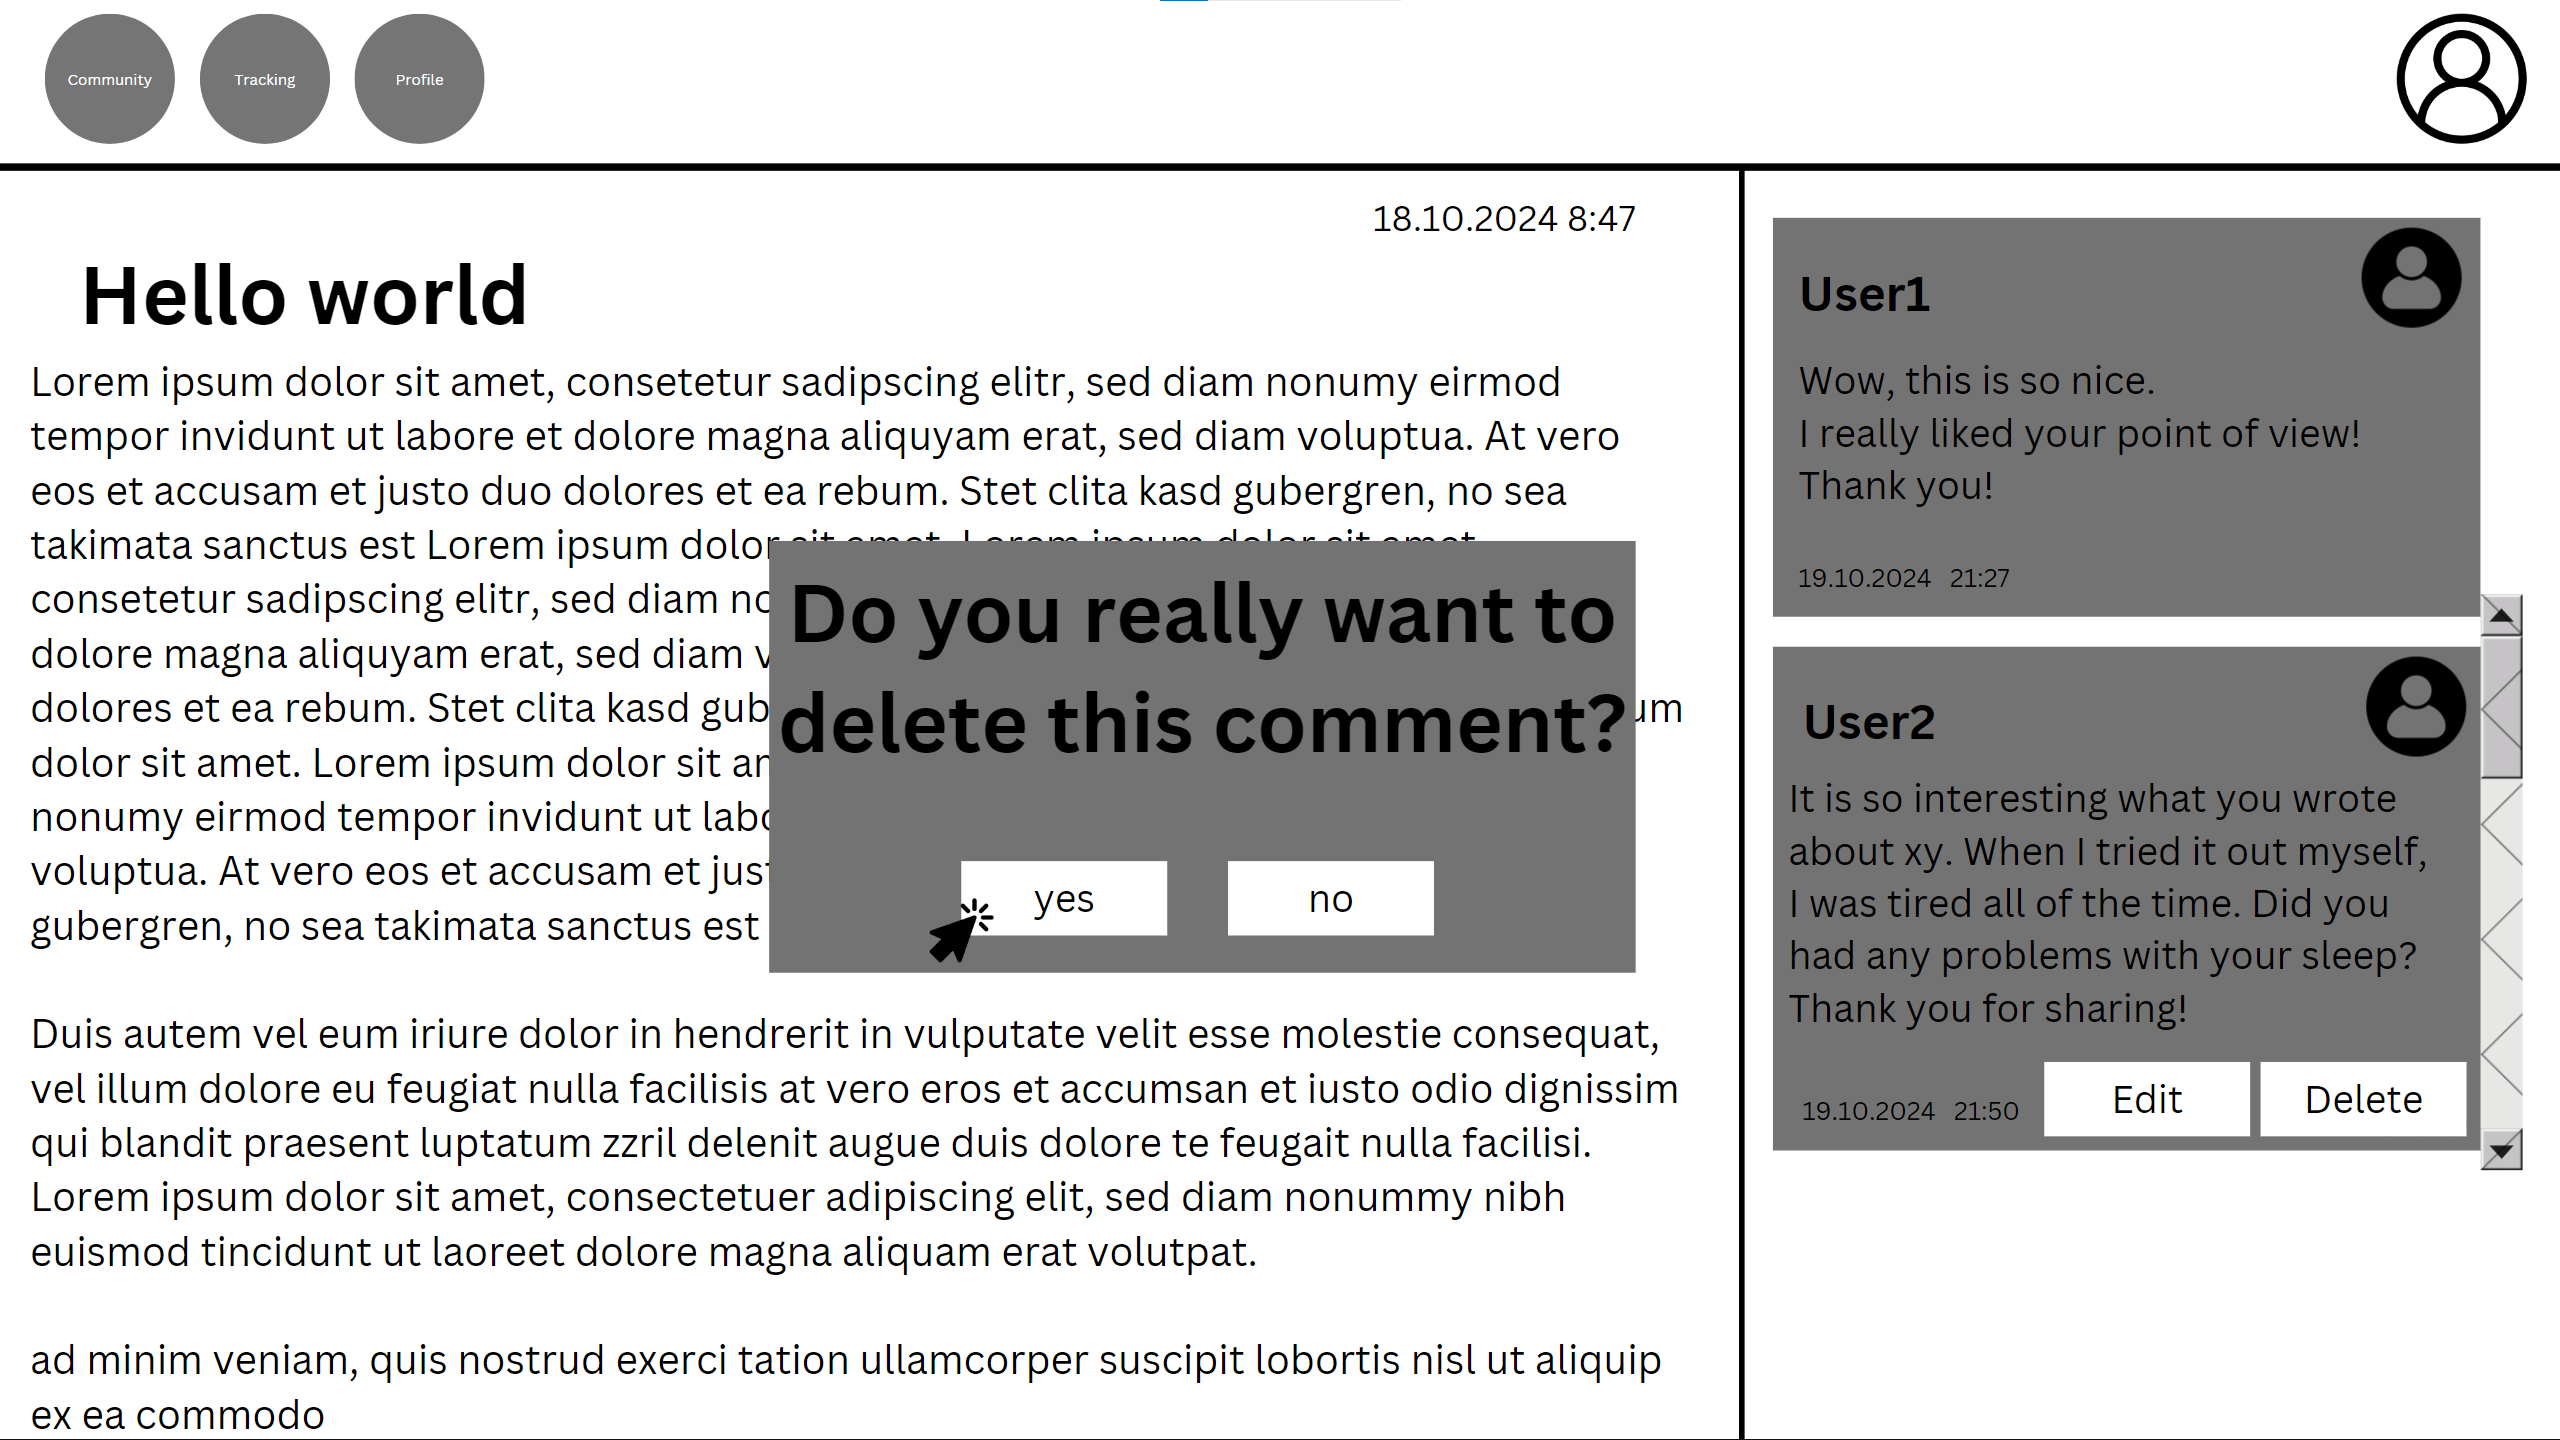 Community Tracking Profile
18.10.2024 8:47
Hello world
Lorem ipsum dolor sit amet, consetetur sadipscing elitr, sed diam nonumy eirmod
tempor invidunt ut labore et dolore magna aliquyam erat, sed diam voluptua. At vero
eos et accusam et justo duo dolores et ea rebum. Stet clita kasd gubergren, no sea
takimata sanctus est Lorem ipsum dolor sit amet. Lorem ipsum dolor sit amet,
consetetur sadipscing elitr, sed diam
dolore magna aliquyam erat, sed diam
dolores et ea rebum. Stet clita kasd
dolor sit amet. Lorem ipsum dolor sit
nonumy eirmod tempor invidunt ut
voluptua. At vero eos et accusam et
gubergren, no sea takimata sanctus est
Duis autem vel eum iriure dolor in hendrerit in vulputate velit esse molestie consequat,
vel illum dolore eu feugiat nulla facilisis at vero eros et accumsan et iusto odio dignissim
qui blandit praesent luptatum zzril delenit augue duis dolore te feugait nulla facilisi.
Lorem ipsum dolor sit amet, consectetuer adipiscing elit, sed diam nonummy nibh
euismod tincidunt ut laoreet dolore magna aliquam erat volutpat.
ad minim veniam, quis nostrud exerci tation ullamcorper suscipit lobortis nisl ut aliquip
ex ea commodo
Do you really want to
delete this comment?
yes no
User1
Wow, this is so nice.
I really liked your point of view!
Thank you!
19.10.2024 21:27
User2
It is so interesting what you wrote
about xy. When I tried it out myself,
I was tired all of the time. Did you
had any problems with your sleep?
Thank you for sharing!
19.10.2024 21:50 Edit Delete